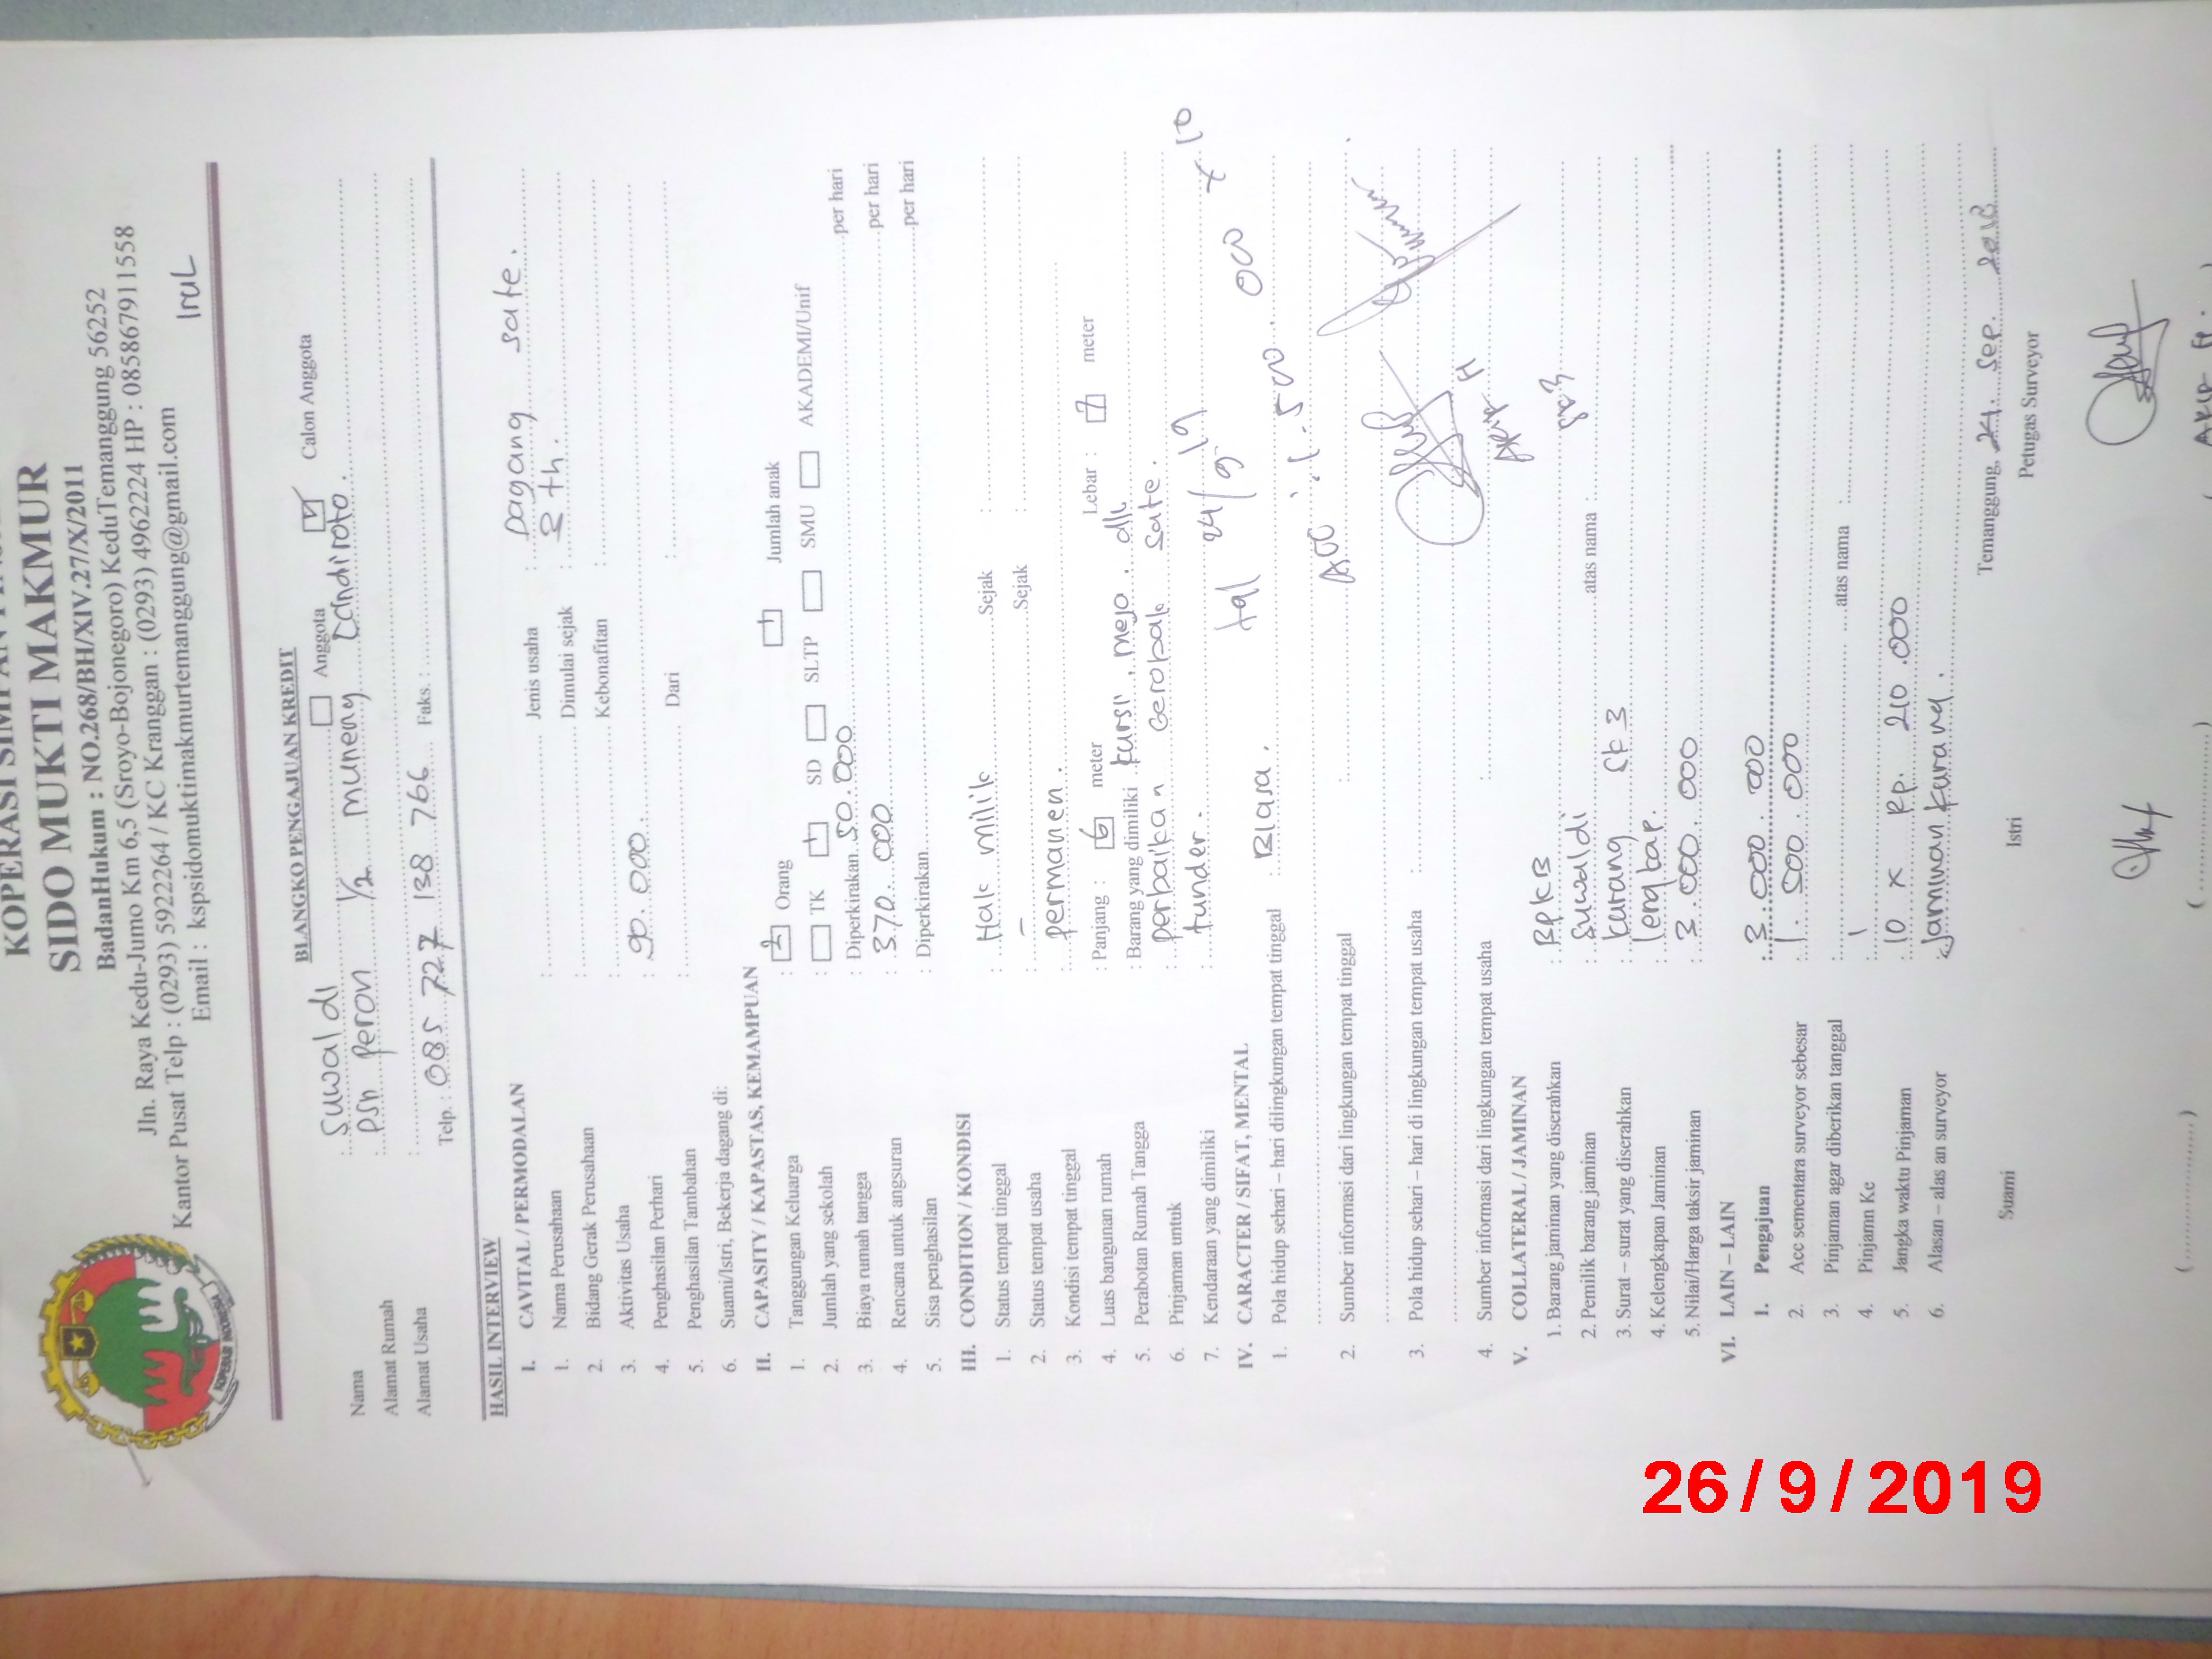 SIDO MUKTI MAKMUR
BadanHukum : NO.268/BH/XIV.27/X/2011
Jln. Raya Kedu-Jumo Km 6,5 (Sroyo-Bojonegoro) KeduTemanggung 56252
Kantor Pusat Telp : (0293) 5922264 / KC Kranggan : (0293) 4962224 HP : 085867911558
Email : kspsidomuktimakmurtemanggung@gmail.com
Irul
KOPERASI INDONESIA
BLANGKO PENGAJUAN KREDIT
Anggota Calon Anggota
Nama : Suwaldi
Alamat Rumah : Dsn Peron 1/2 Muneng Candiroto.
Alamat Usaha :
Telp. : 085 727 138 766 Faks. :
HASIL INTERVIEW
I. CAVITAL / PERMODALAN
1. Nama Perusahaan : Jenis usaha : Dagang sate.
2. Bidang Gerak Perusahaan : Dimulai sejak : 2 th.
3. Aktivitas Usaha : Kebonafitan :
4. Penghasilan Perhari : 90.000.
5. Penghasilan Tambahan : Dari :
6. Suami/Istri, Bekerja dagang di:
II. CAPASITY / KAPASTAS, KEMAMPUAN
1. Tanggungan Keluarga : Orang Jumlah anak
2. Jumlah yang sekolah : TK SD SLTP SMU AKADEMI/Unif
3. Biaya rumah tangga : Diperkirakan 50.000 per hari
4. Rencana untuk angsuran : 370.000 per hari
5. Sisa penghasilan : Diperkirakan per hari
III. CONDITION / KONDISI
1. Status tempat tinggal : Hak milik Sejak :
2. Status tempat usaha : - Sejak :
3. Kondisi tempat tinggal : permanen.
4. Luas bangunan rumah : Panjang : 6 meter Lebar : 7 meter
5. Perabotan Rumah Tangga : Barang yang dimiliki kursi, mejo. dll
6. Pinjaman untuk : perbaikan Gerobak sate.
7. Kendaraan yang dimiliki : tunder.
tal 24/9 19
IV. CARACTER / SIFAT, MENTAL
1. Pola hidup sehari – hari dilingkungan tempat tinggal : Biasa.
ACC : 1.500.000 x 10
2. Sumber informasi dari lingkungan tempat tinggal :
3. Pola hidup sehari – hari di lingkungan tempat usaha :
4. Sumber informasi dari lingkungan tempat usaha :
V. COLLATERAL / JAMINAN
1. Barang jaminan yang diserahkan : BPKB
2. Pemilik barang jaminan : Suwaldi atas nama
3. Surat – surat yang diserahkan : kurang
4. Kelengkapan Jaminan : lengkap.
5. Nilai/Harga taksir jaminan : 3.000.000
VI. LAIN – LAIN
1. Pengajuan : 3.000.000
2. Acc sementara surveyor sebesar : 1.500.000
3. Pinjaman agar diberikan tanggal : atas nama :
4. Pinjamn Ke : 1
5. Jangka waktu Pinjaman : 10 x Rp. 210.000
6. Alasan – alas an surveyor : Jaminan kurang.
Temanggung, 24 Sep.
Suami Istri Petugas Surveyor
26/9/2019